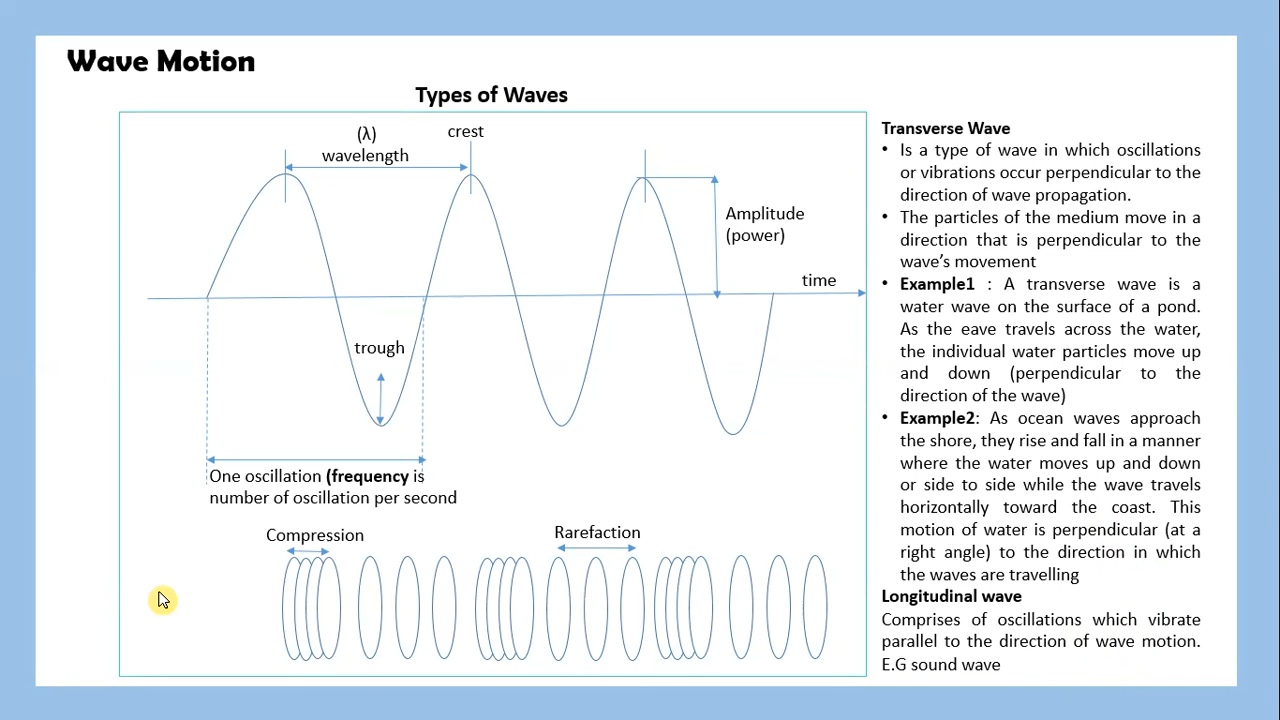 Wave Motion
Types of Waves
(λ)
wavelength
crest
Amplitude
(power)
time
trough
One oscillation (frequency is
number of oscillation per second
Compression
Rarefaction
Transverse Wave
• Is a type of wave in which oscillations
or vibrations occur perpendicular to the
direction of wave propagation.
• The particles of the medium move in a
direction that is perpendicular to the
wave’s movement
• Example1 : A transverse wave is a
water wave on the surface of a pond.
As the eave travels across the water,
the individual water particles move up
and down (perpendicular to the
direction of the wave)
• Example2: As ocean waves approach
the shore, they rise and fall in a manner
where the water moves up and down
or side to side while the wave travels
horizontally toward the coast. This
motion of water is perpendicular (at a
right angle) to the direction in which
the waves are travelling
Longitudinal wave
Comprises of oscillations which vibrate
parallel to the direction of wave motion.
E.G sound wave